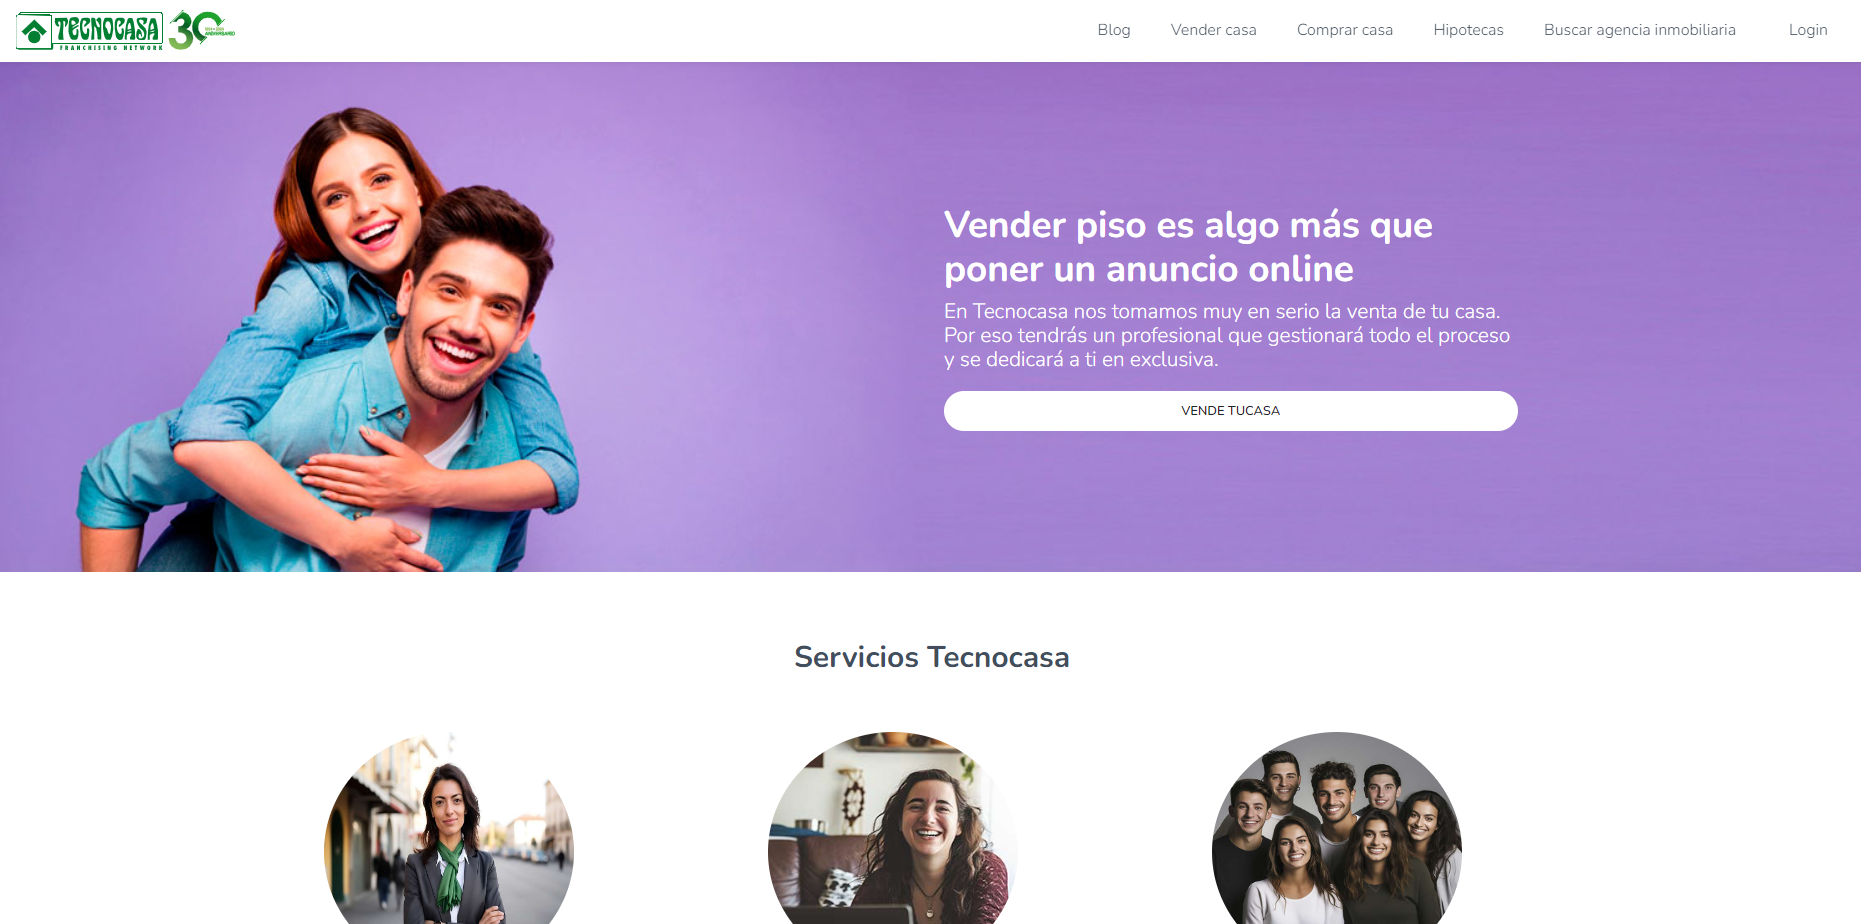 TECNOCASA
FRANCHISING NETWORK
30
ANIVERSARIO
Blog
Vender casa
Comprar casa
Hipotecas
Buscar agencia inmobiliaria
Login
Vender piso es algo más que
poner un anuncio online
En Tecnocasa nos tomamos muy en serio la venta de tu casa.
Por eso tendrás un profesional que gestionará todo el proceso
y se dedicará a ti en exclusiva.
VENDE TUCASA
Servicios Tecnocasa